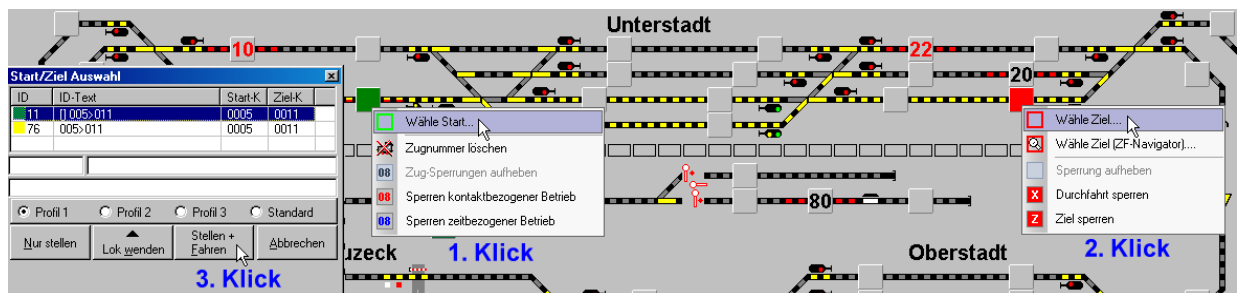 Unterstadt
10
22
20
Start/Ziel Auswahl
ID ID-Text Start-K Ziel-K
11 [] 005>011 0005 0011
76 005>011 0005 0011
Profil 1 Profil 2 Profil 3 Standard
Nur stellen
Lok wenden
Stellen +
Fahren
Abbrechen
3. Klick
Wähle Start...
Zugnummer löschen
08 Zug-Sperrungen aufheben
08 Sperren kontaktbezogener Betrieb
08 Sperren zeitbezogener Betrieb
1. Klick
80
Wähle Ziel....
Wähle Ziel (ZF-Navigator)....
Sperrung aufheben
X Durchfahrt sperren
Z Ziel sperren
2. Klick
uzeck
Oberstadt